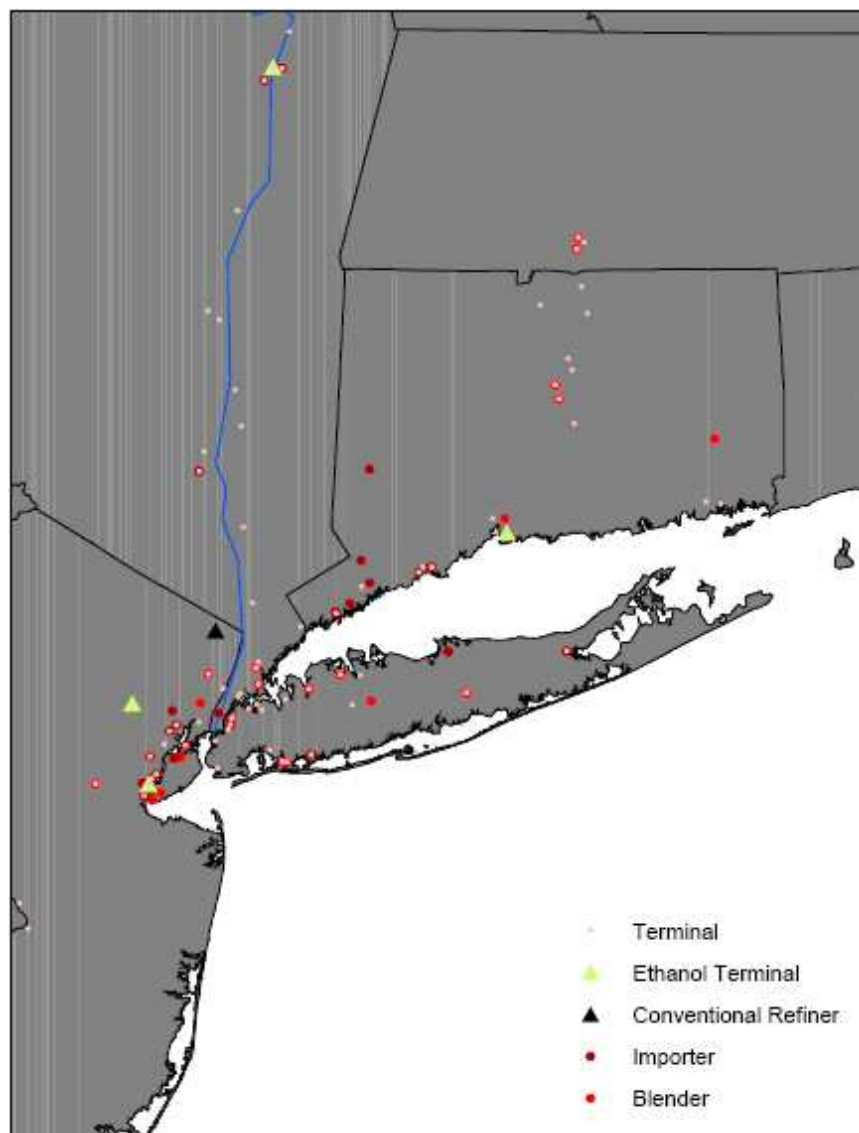 Terminal
Ethanol Terminal
Conventional Refiner
Importer
Blender